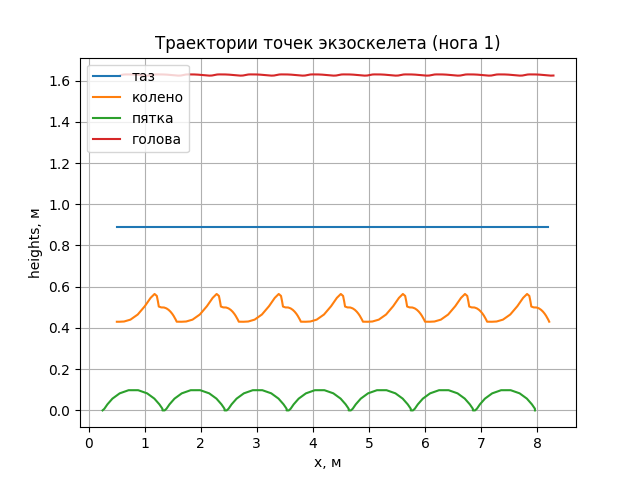 Траектории точек экзоскелета (нога 1)
таз
колено
пятка
голова
heights, м
1.6
1.4
1.2
1.0
0.8
0.6
0.4
0.2
0.0
0 1 2 3 4 5 6 7 8
x, м